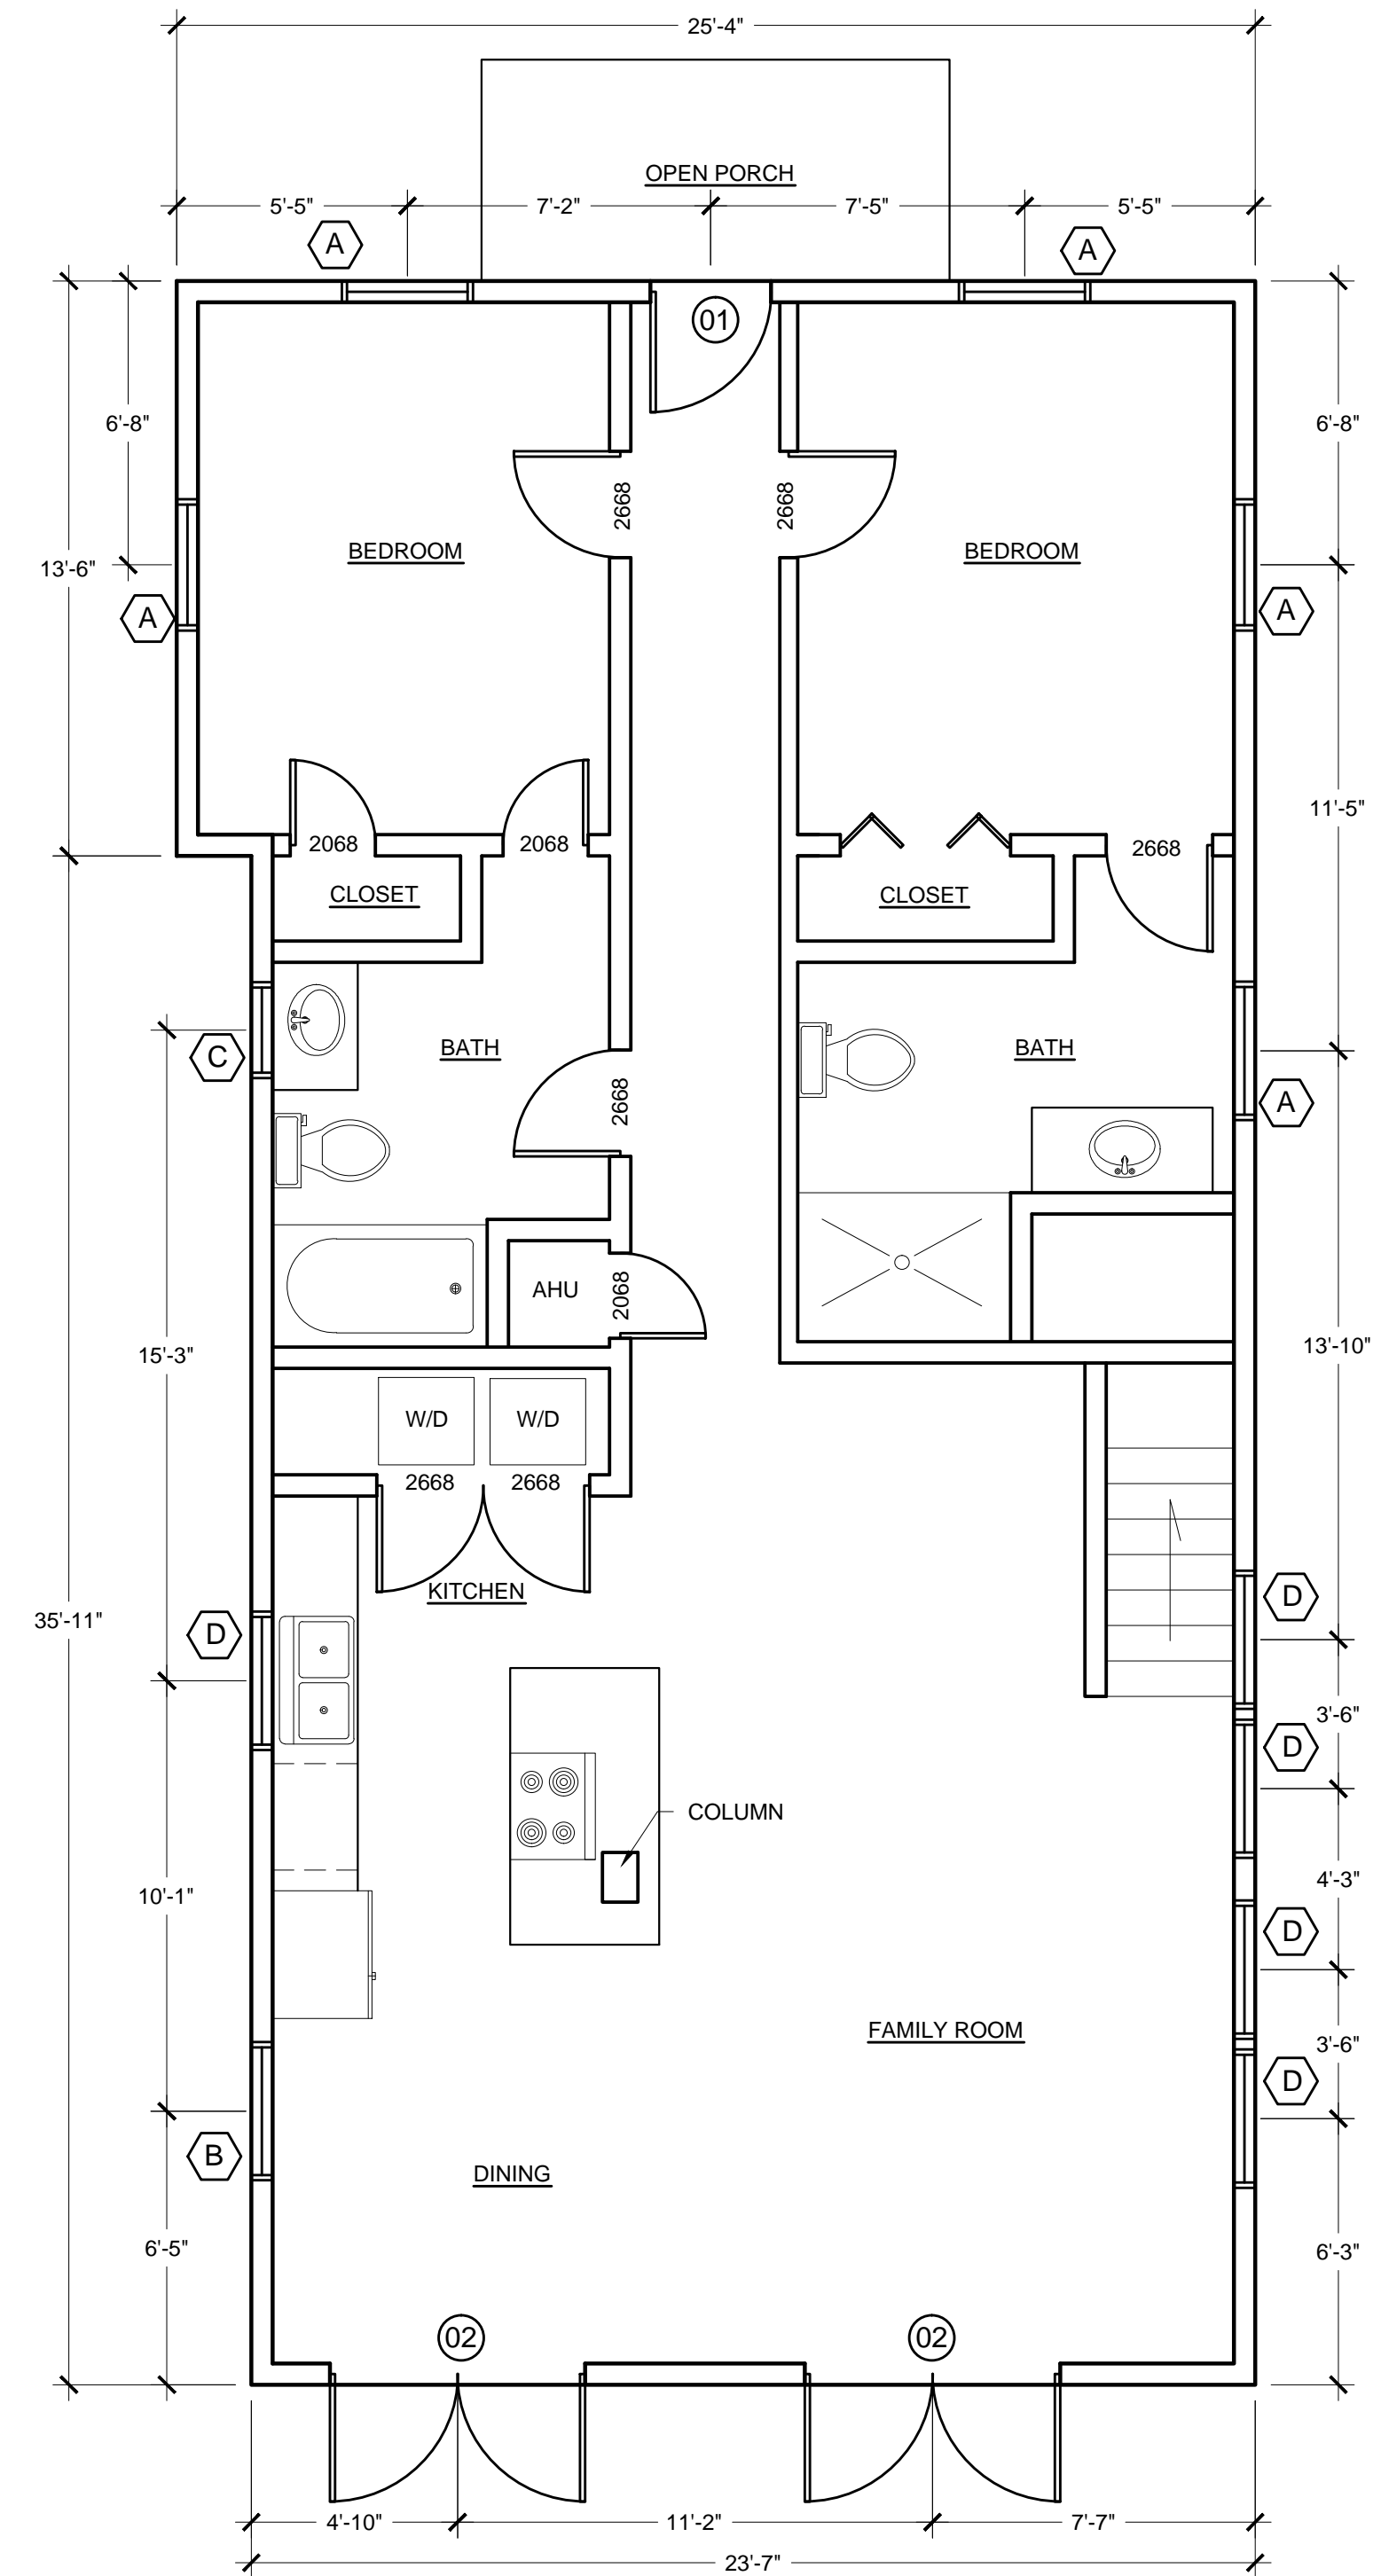 25'-4"
OPEN PORCH
5'-5"
7'-2"
7'-5"
5'-5"
A
A
01
6'-8"
6'-8"
2668
2668
13'-6"
BEDROOM
BEDROOM
A
A
11'-5"
2068
2068
2668
CLOSET
CLOSET
C
BATH
BATH
2668
A
AHU
2068
15'-3"
13'-10"
W/D
W/D
2668
2668
KITCHEN
D
35'-11"
D
3'-6"
D
COLUMN
4'-3"
10'-1"
D
FAMILY ROOM
3'-6"
D
B
DINING
6'-5"
6'-3"
02
02
4'-10"
11'-2"
7'-7"
23'-7"